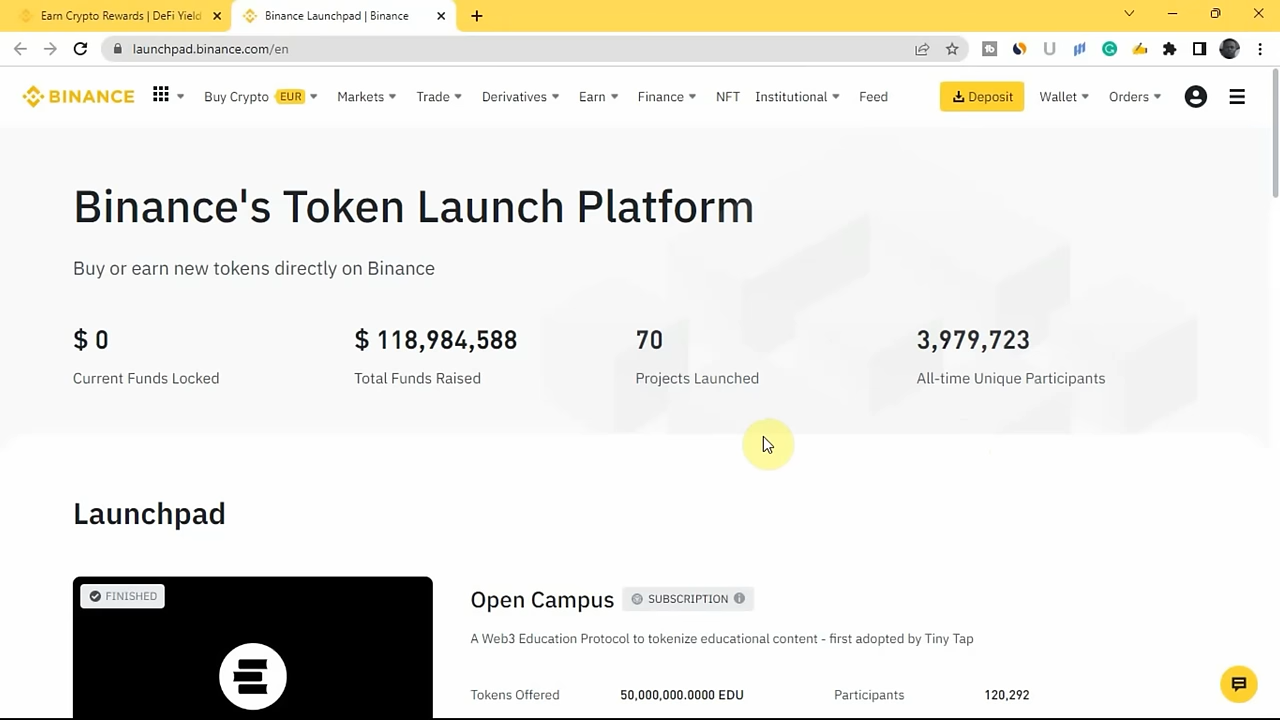 Earn Crypto Rewards | DeFi Yield
Binance Launchpad | Binance
launchpad.binance.com/en
BINANCE
Buy Crypto EUR
Markets
Trade
Derivatives
Earn
Finance
NFT
Institutional
Feed
Deposit
Wallet
Orders
Binance's Token Launch Platform
Buy or earn new tokens directly on Binance
$ 0
$ 118,984,588
70
3,979,723
Current Funds Locked
Total Funds Raised
Projects Launched
All-time Unique Participants
Launchpad
FINISHED
Open Campus
SUBSCRIPTION
A Web3 Education Protocol to tokenize educational content - first adopted by Tiny Tap
Tokens Offered
50,000,000.0000 EDU
Participants
120,292